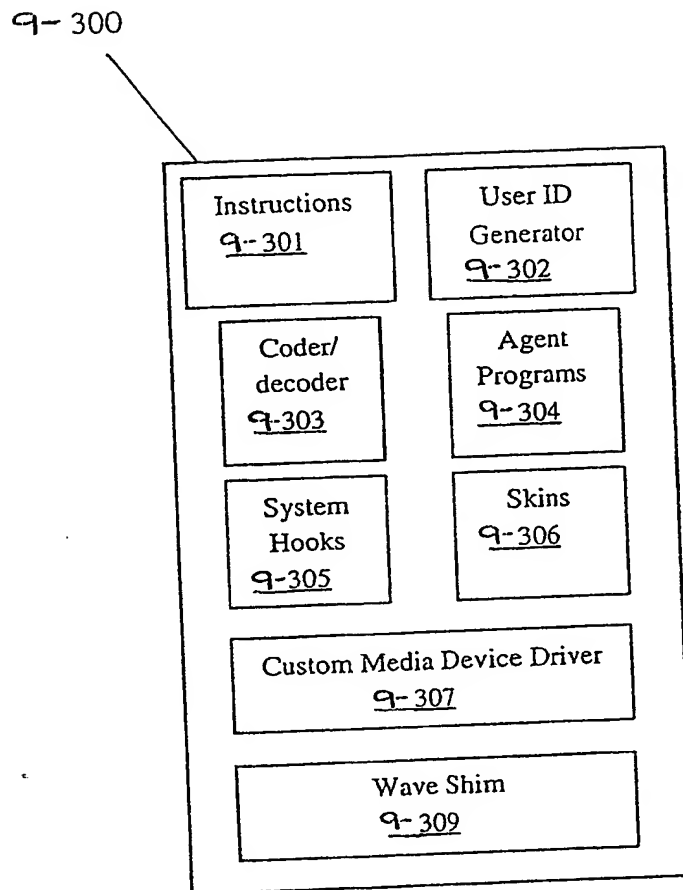 9-300
Instructions
9-301
User ID
Generator
9-302
Coder/
decoder
9-303
Agent
Programs
9-304
System
Hooks
9-305
Skins
9-306
Custom Media Device Driver
9-307
Wave Shim
9-309